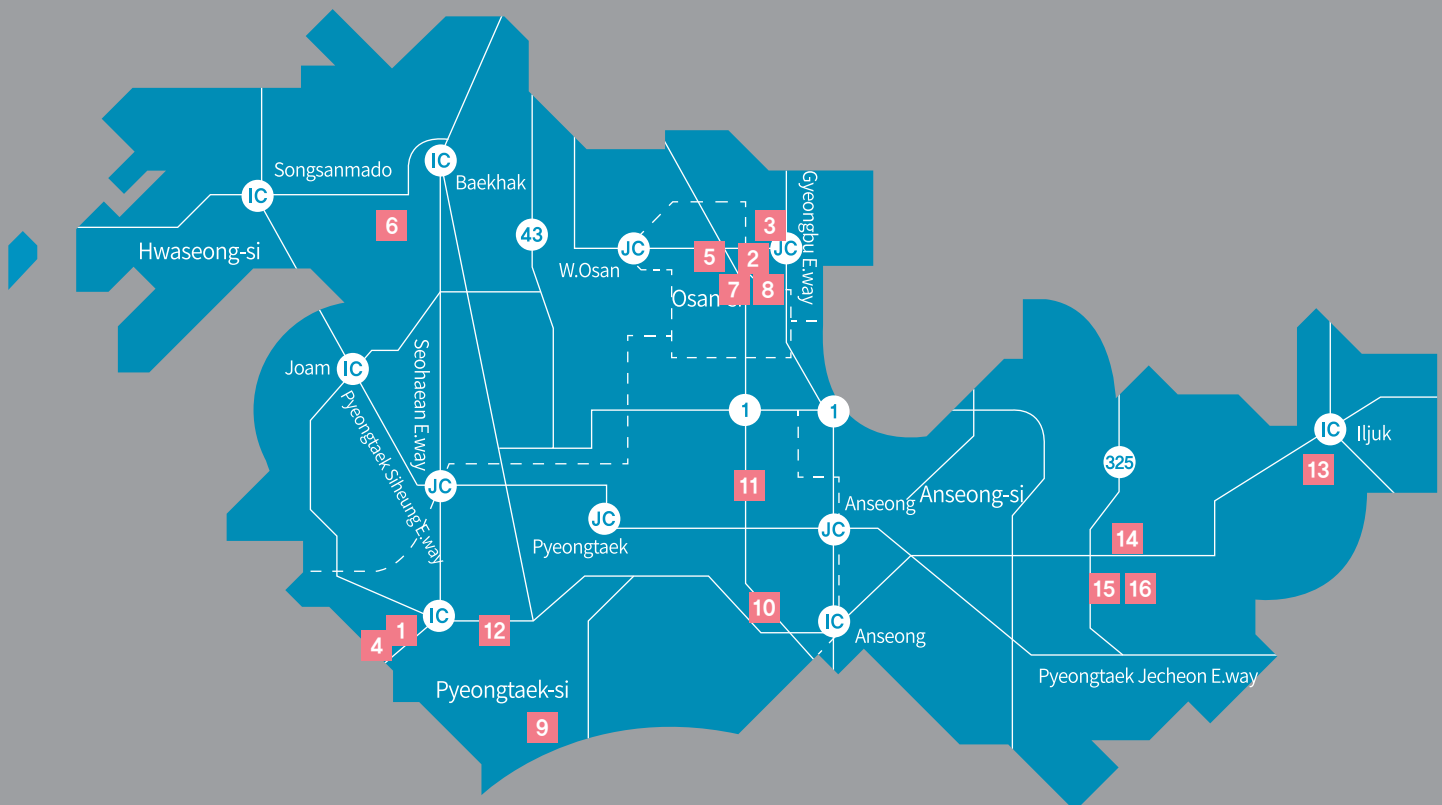 IC
Songsanmado
Baekhak
IC
Gyeongbu E.way
6
3
43
Hwaseong-si
JC
5
2
JC
W.Osan
7
8
Osan
Joam
IC
Seohaean E.way
Pyeongtaek Siheung E.way
1
1
IC
Iljuk
325
13
JC
11
Anseong
Anseong-si
JC
Pyeongtaek
JC
14
15
16
10
IC
12
1
4
IC
Anseong
Pyeongtaek Jecheon E.way
Pyeongtaek-si
9